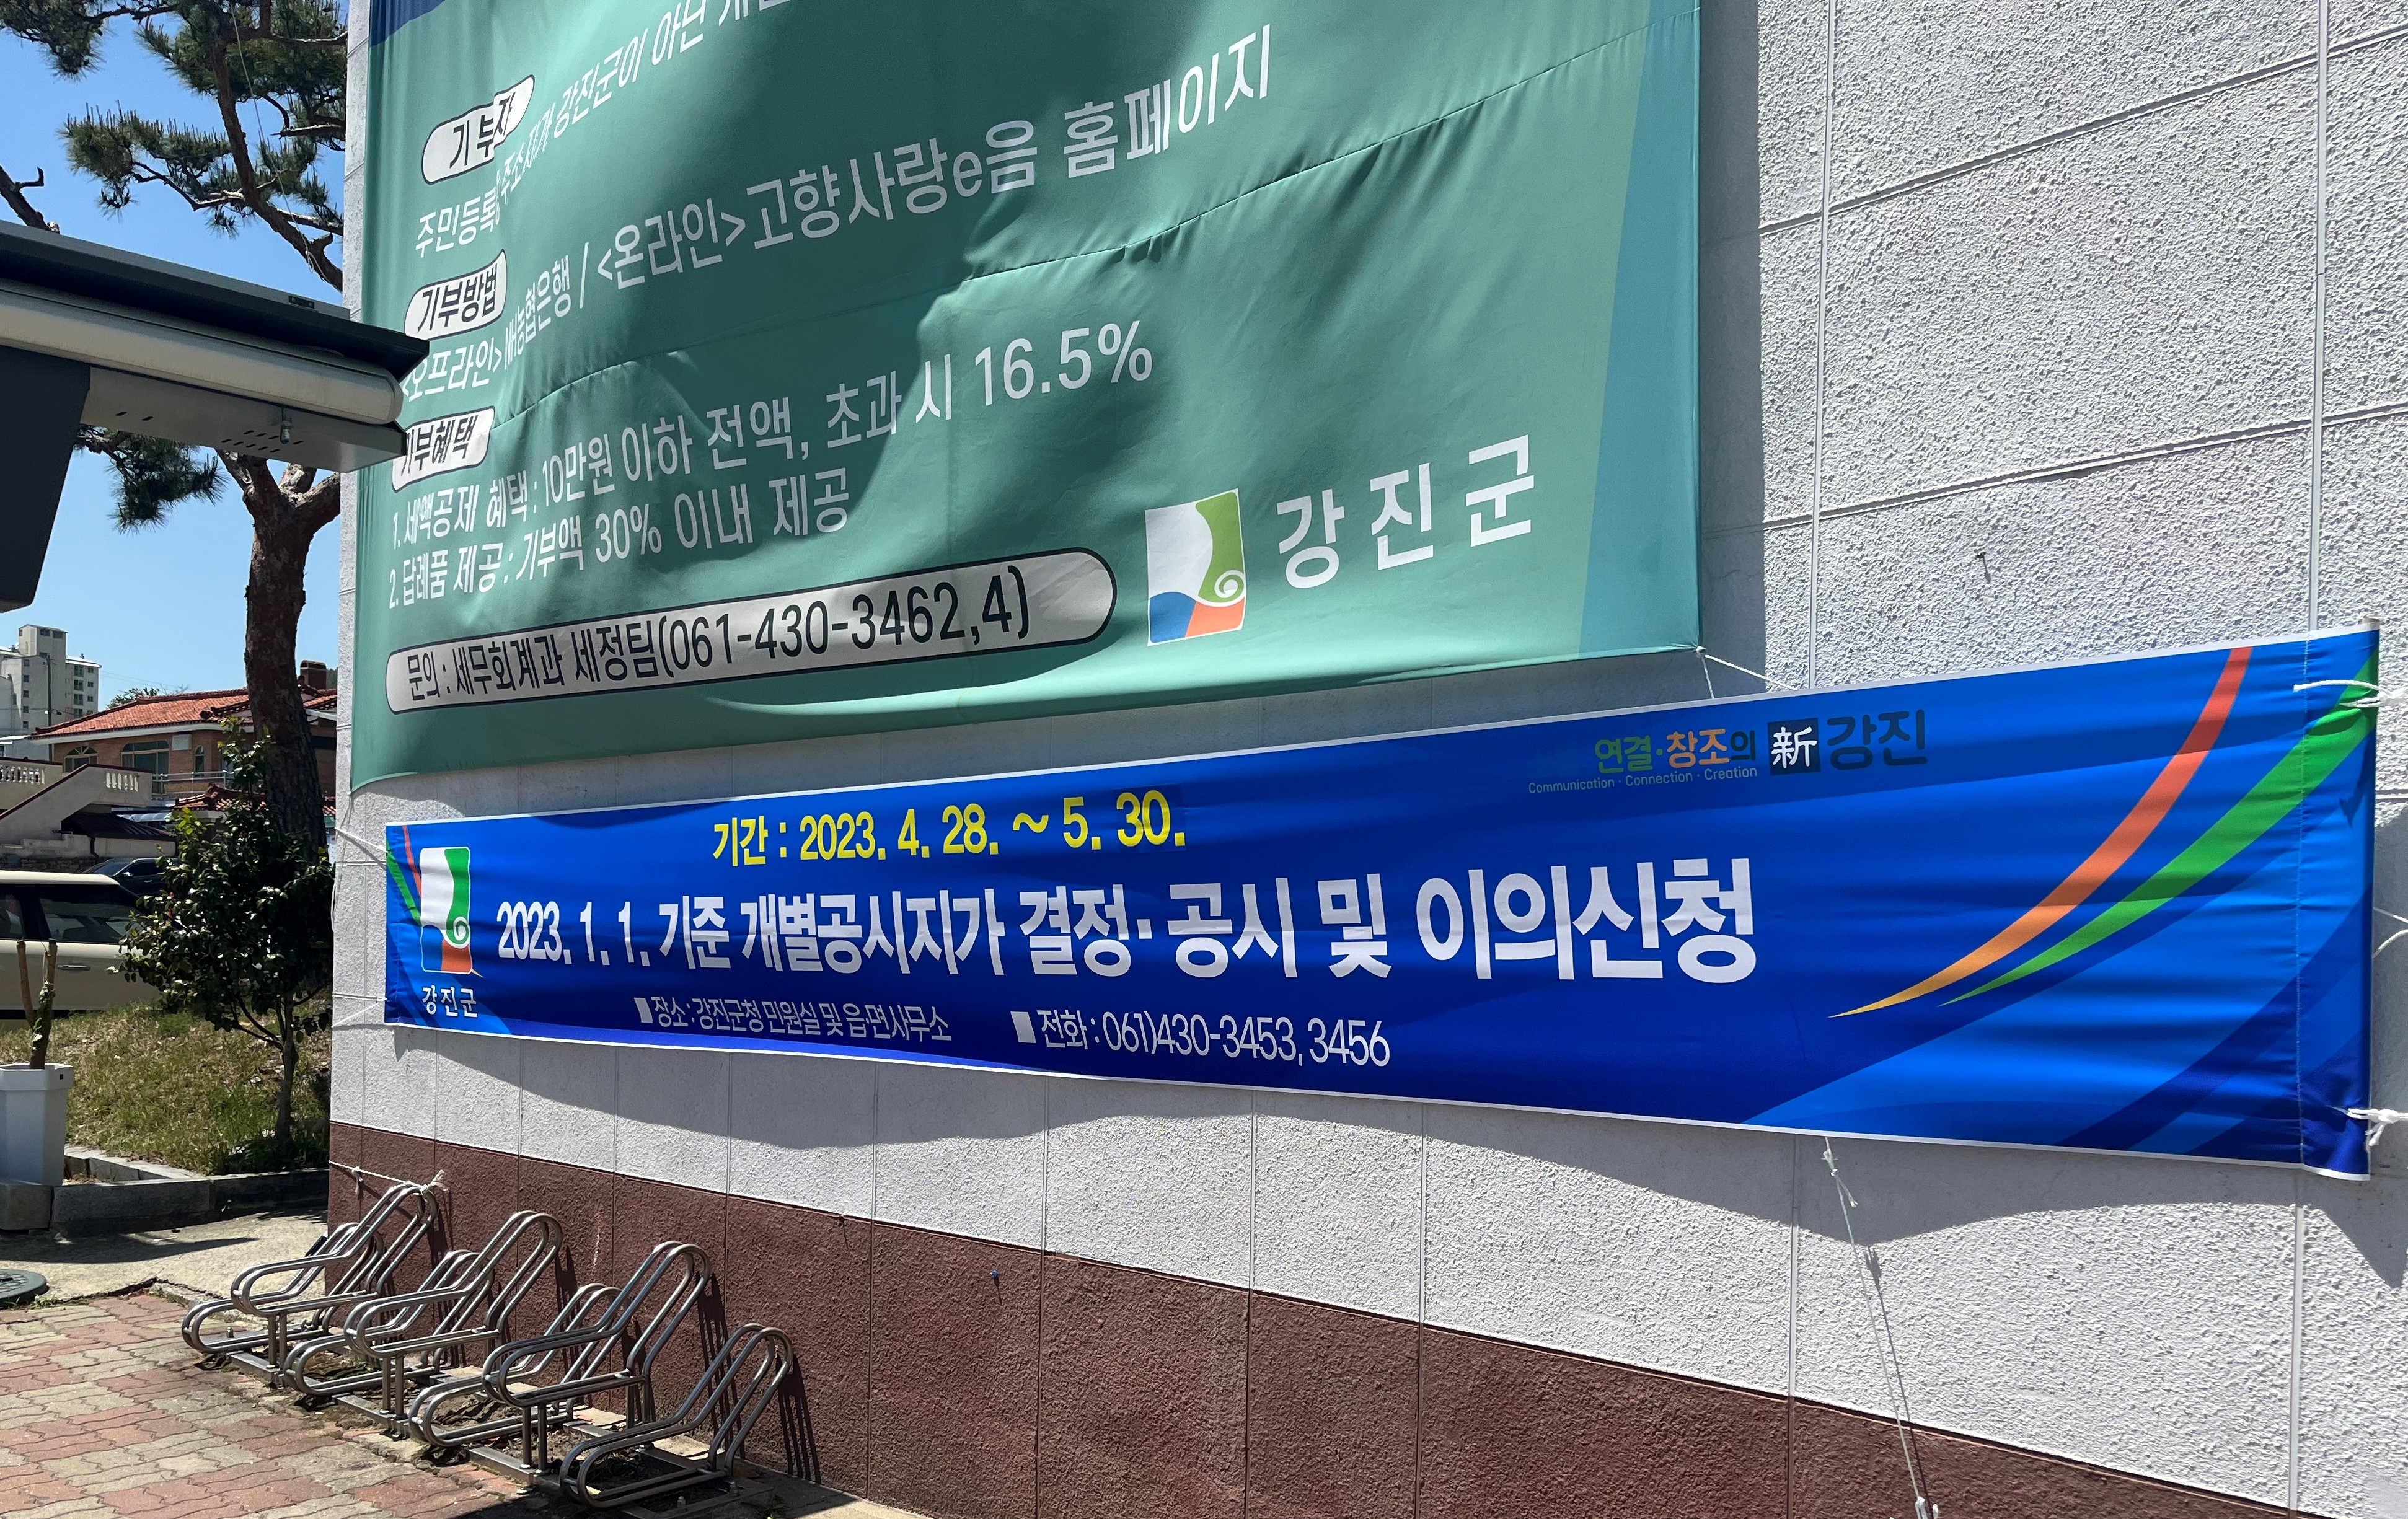 기부자
주민등록 주소지가 강진군이 아닌
기부방법
<오프라인> NH농협은행 / <온라인>고향사랑e음 홈페이지
기부혜택
1. 세액공제 혜택 : 10만원 이하 전액, 초과 시 16.5%
2. 답례품 제공 : 기부액 30% 이내 제공
문의 : 세무회계과 세정팀(061-430-3462,4)
강진군
연결·창조의 新강진
Communication · Connection · Creation
기간 : 2023. 4. 28. ~ 5. 30.
2023. 1. 1. 기준 개별공시지가 결정·공시 및 이의신청
강진군
■장소 : 강진군청 민원실 및 읍·면사무소 ■전화 : 061)430-3453, 3456